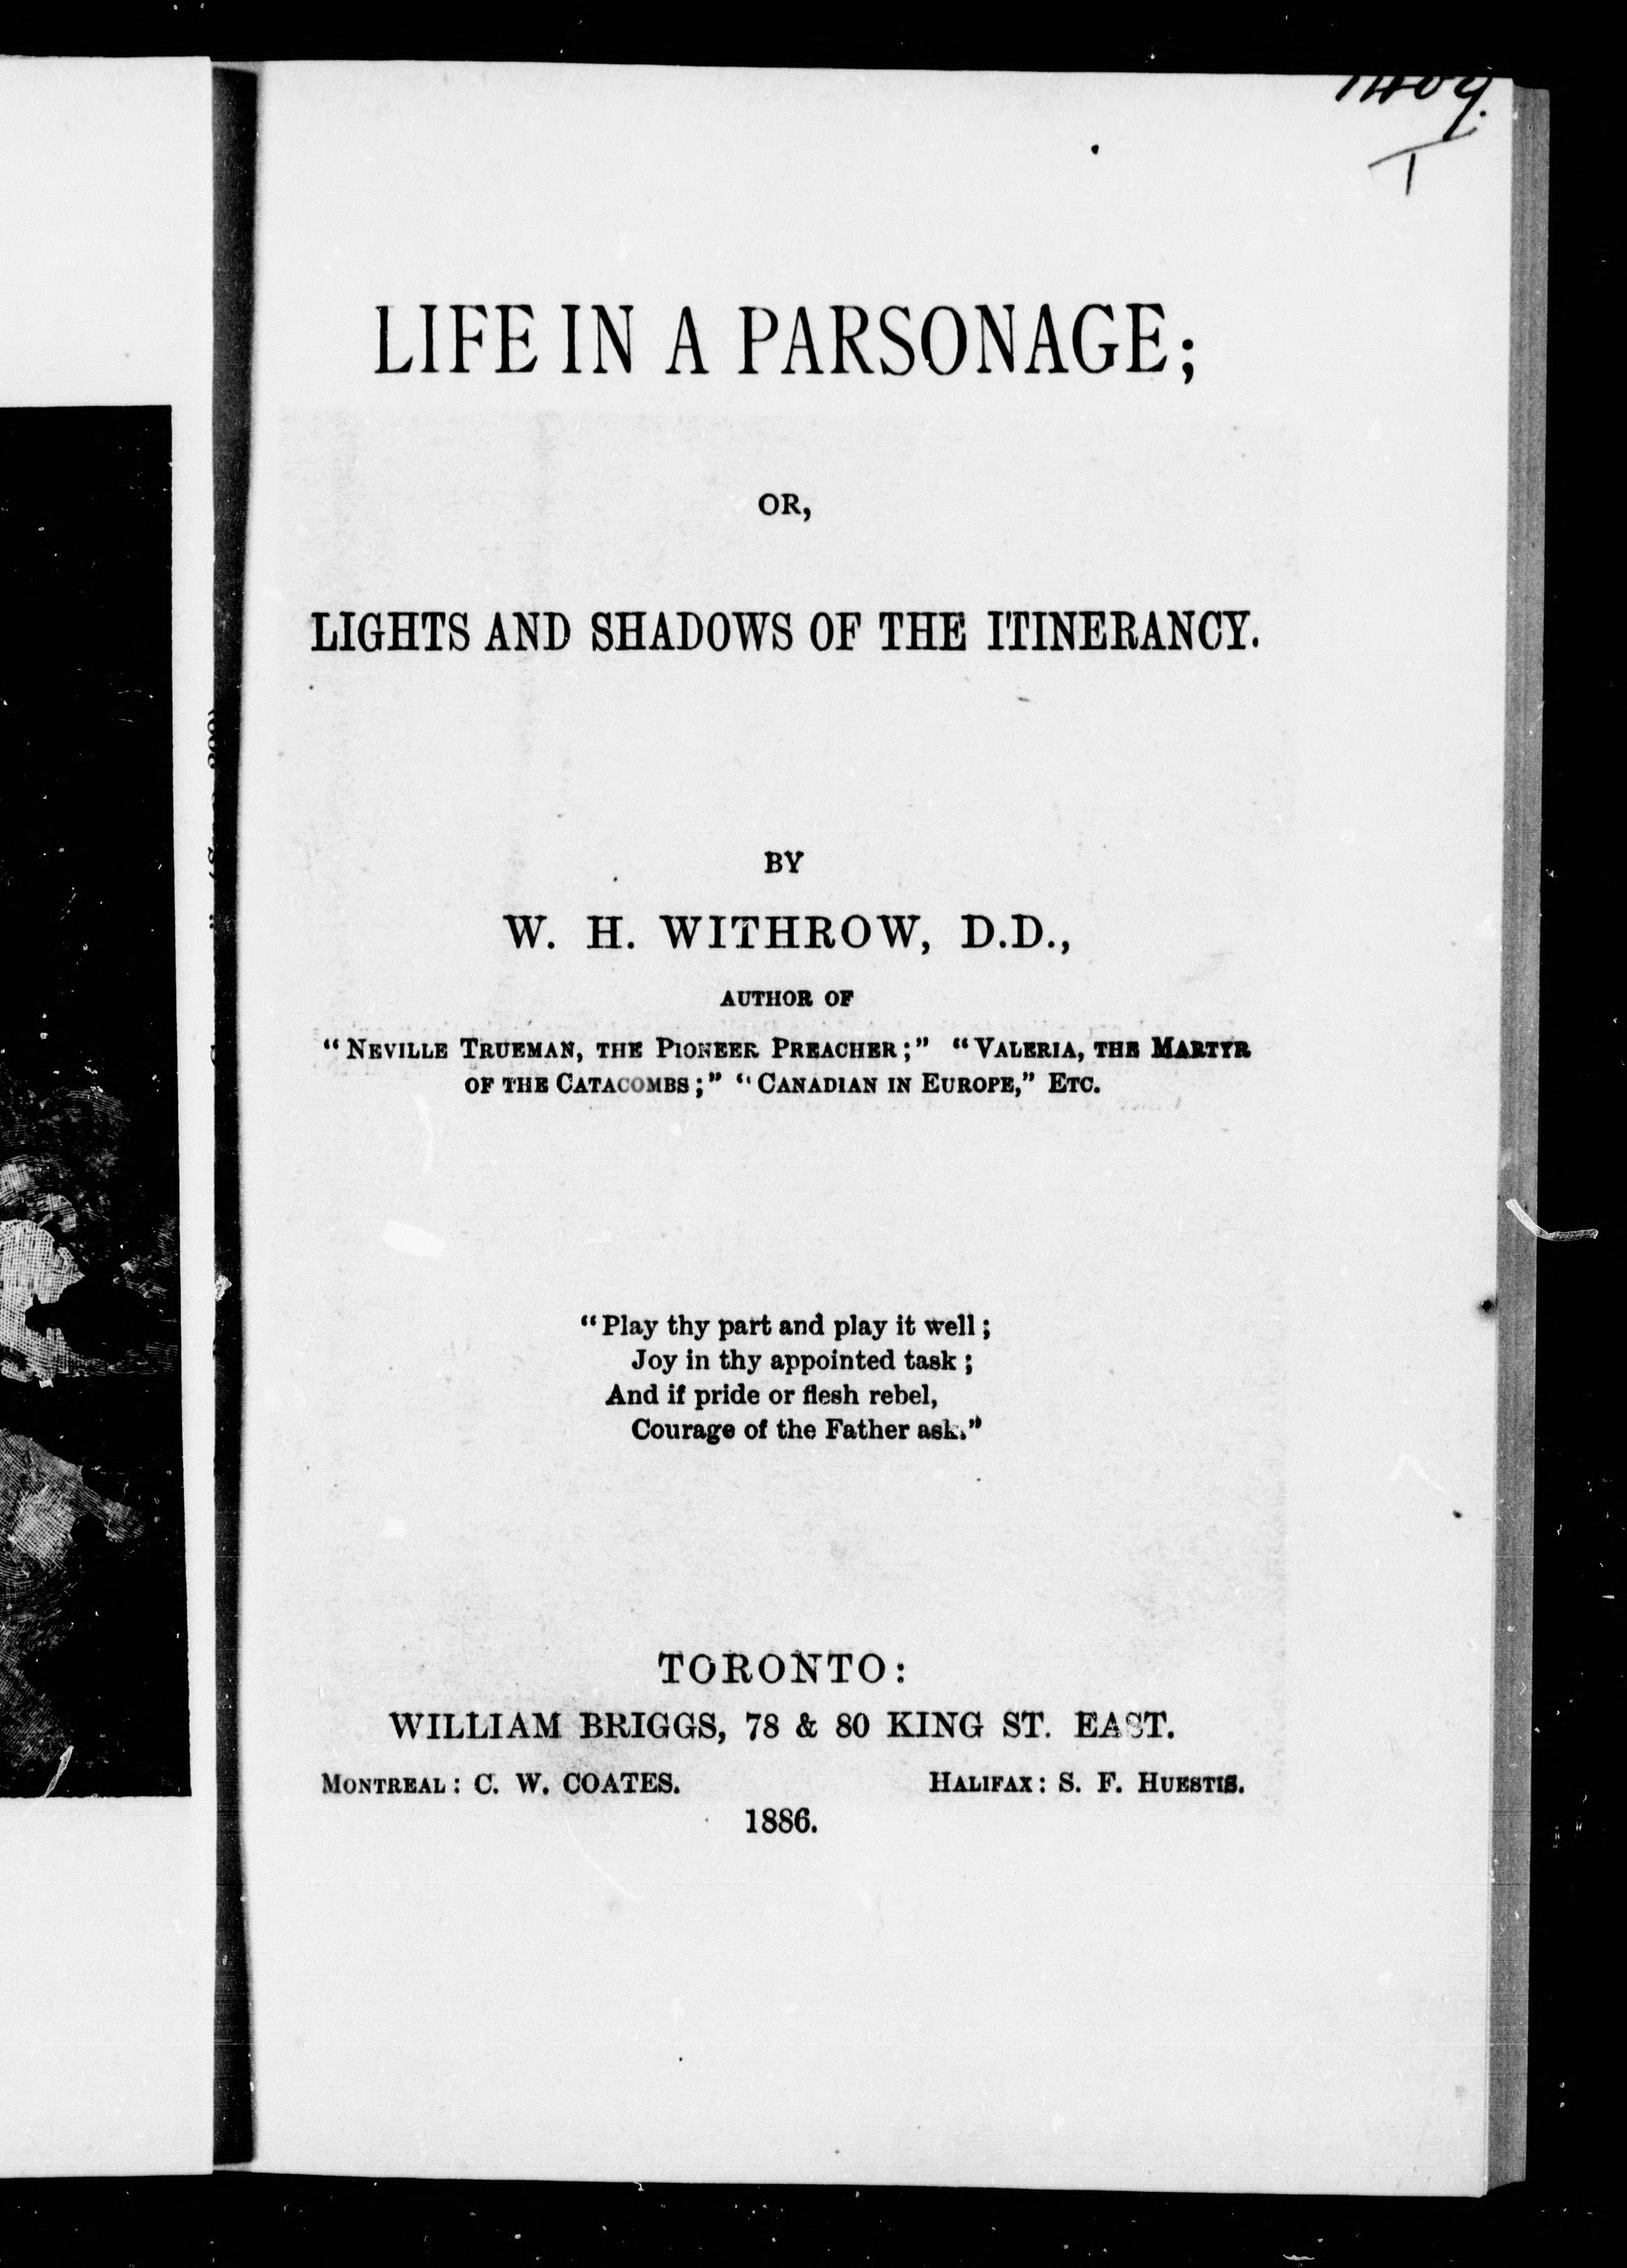 LIFE IN A PARSONAGE;
OR,
LIGHTS AND SHADOWS OF THE ITINERANCY.
BY
W. H. WITHROW, D.D.,
AUTHOR OF
"NEVILLE TRUEMAN, THE PIONEER PREACHER;" "VALERIA, THE MARTYR
OF THE CATACOMBS;" "CANADIAN IN EUROPE," ETC.
"Play thy part and play it well;
Joy in thy appointed task;
And if pride or flesh rebel,
Courage of the Father ask."
TORONTO:
WILLIAM BRIGGS, 78 & 80 KING ST. EAST.
MONTREAL: C. W. COATES. HALIFAX: S. F. HUESTIS.
1886.